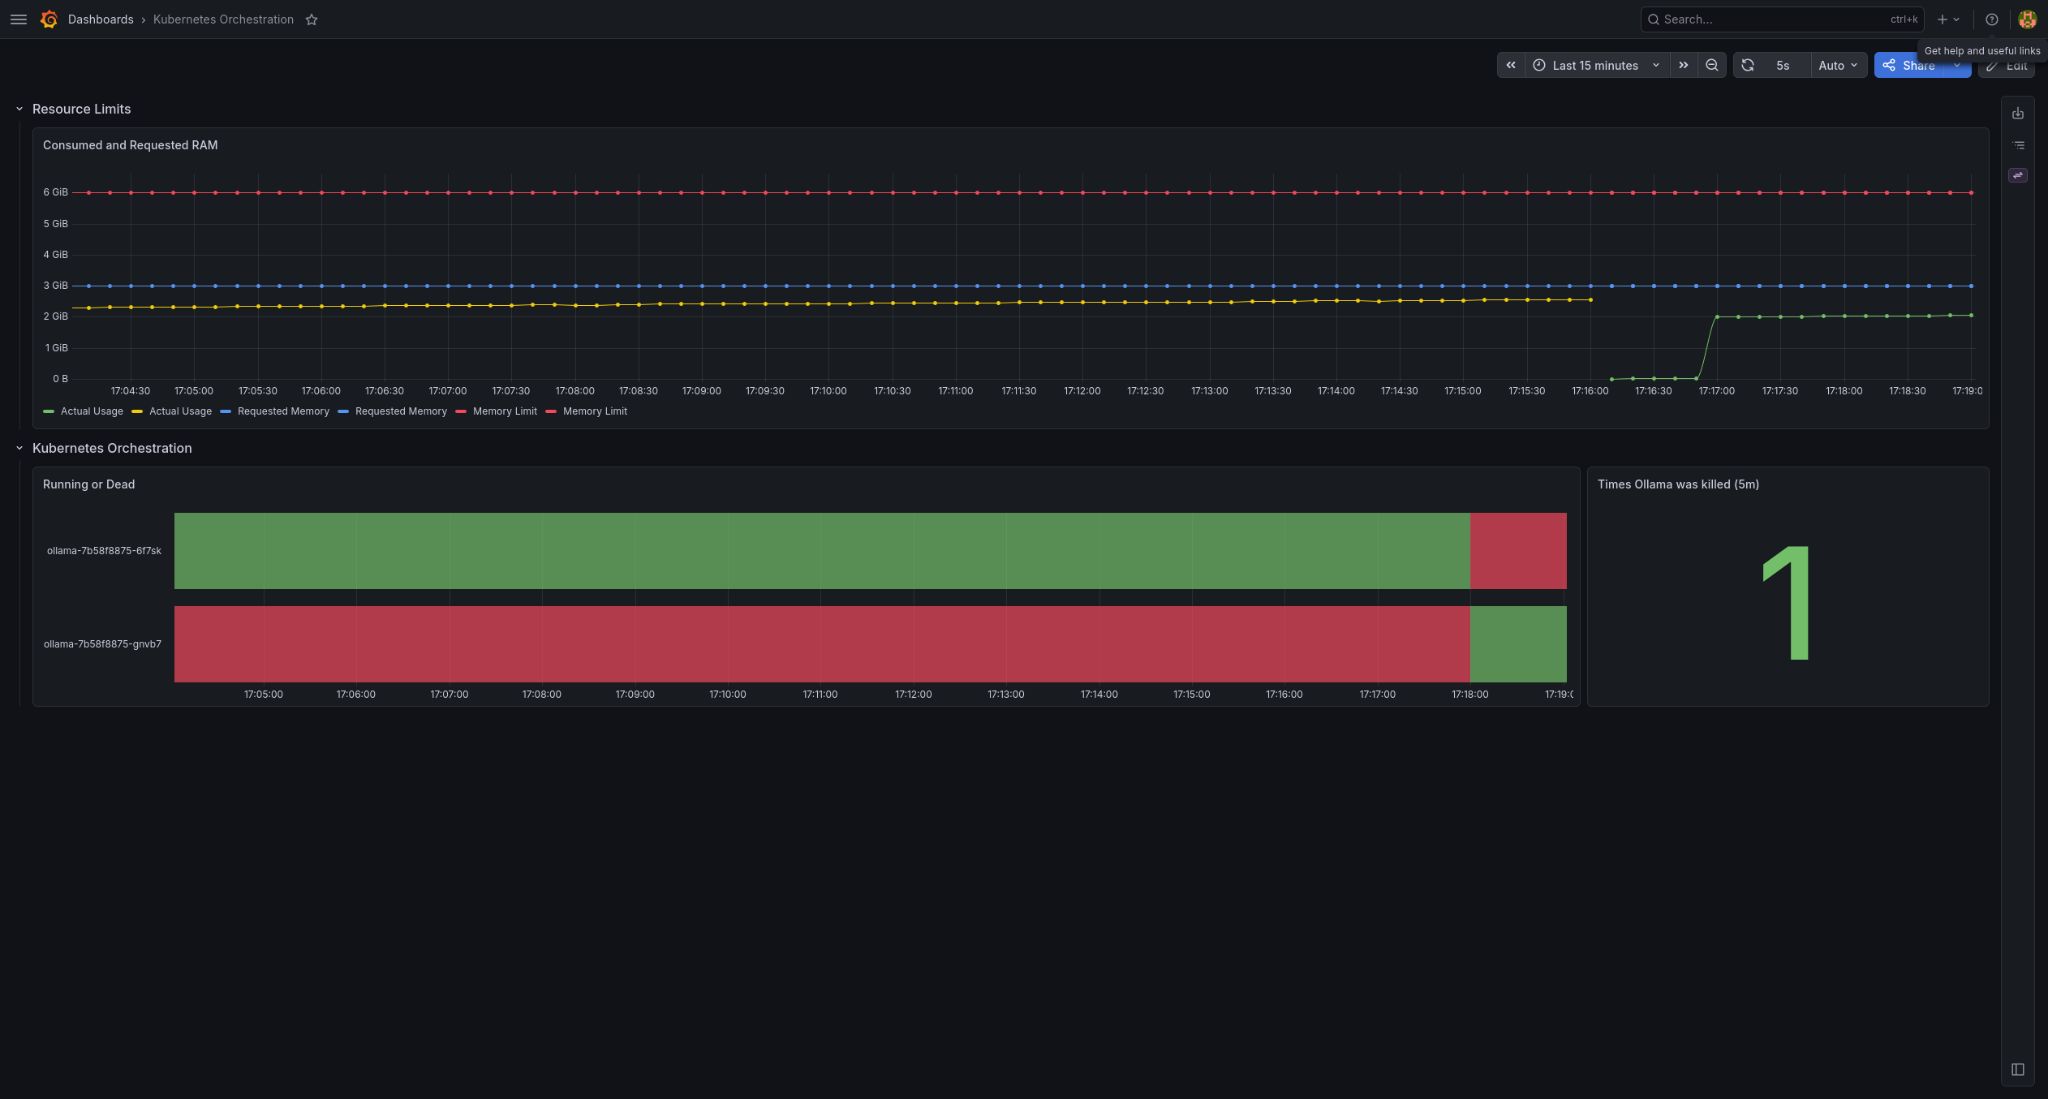 Dashboards › Kubernetes Orchestration
Search... ctrl+k
Get help and useful links
Last 15 minutes 5s Auto Share Edit
Resource Limits
Consumed and Requested RAM
6 GiB
5 GiB
4 GiB
3 GiB
2 GiB
1 GiB
0 B
17:04:30 17:05:00 17:05:30 17:06:00 17:06:30 17:07:00 17:07:30 17:08:00 17:08:30 17:09:00 17:09:30 17:10:00 17:10:30 17:11:00 17:11:30 17:12:00 17:12:30 17:13:00 17:13:30 17:14:00 17:14:30 17:15:00 17:15:30 17:16:00 17:16:30 17:17:00 17:17:30 17:18:00 17:18:30 17:19:0
Actual Usage Actual Usage Requested Memory Requested Memory Memory Limit Memory Limit
Kubernetes Orchestration
Running or Dead
ollama-7b58f8875-6f7sk
ollama-7b58f8875-gnvb7
17:05:00 17:06:00 17:07:00 17:08:00 17:09:00 17:10:00 17:11:00 17:12:00 17:13:00 17:14:00 17:15:00 17:16:00 17:17:00 17:18:00 17:19:0
Times Ollama was killed (5m)
1